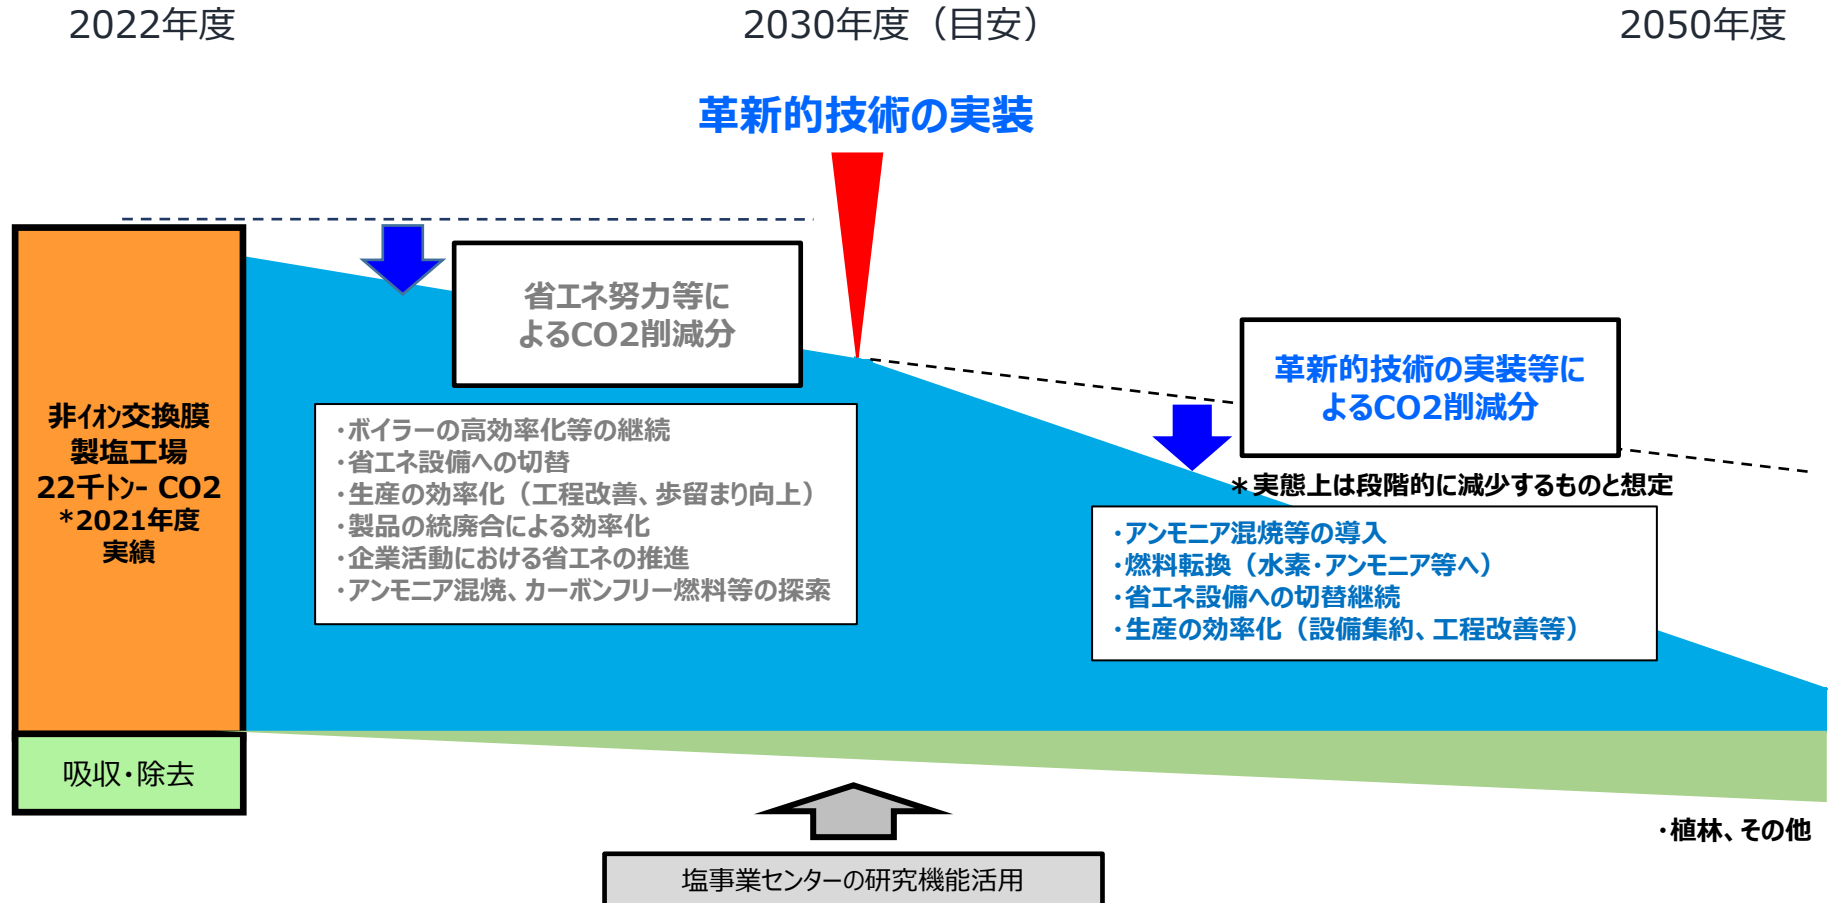 2022年度
2030年度（目安）
2050年度
革新的技術の実装
省エネ努力等に
よるCO2削減分
革新的技術の実装等に
よるCO2削減分
非イオン交換膜
製塩工場
22千トン- CO2
*2021年度
実績
・ボイラーの高効率化等の継続
・省エネ設備への切替
・生産の効率化（工程改善、歩留まり向上）
・製品の統廃合による効率化
・企業活動における省エネの推進
・アンモニア混焼、カーボンフリー燃料等の探索
＊実態上は段階的に減少するものと想定
・アンモニア混焼等の導入
・燃料転換（水素・アンモニア等へ）
・省エネ設備への切替継続
・生産の効率化（設備集約、工程改善等）
吸収・除去
・植林、その他
塩事業センターの研究機能活用